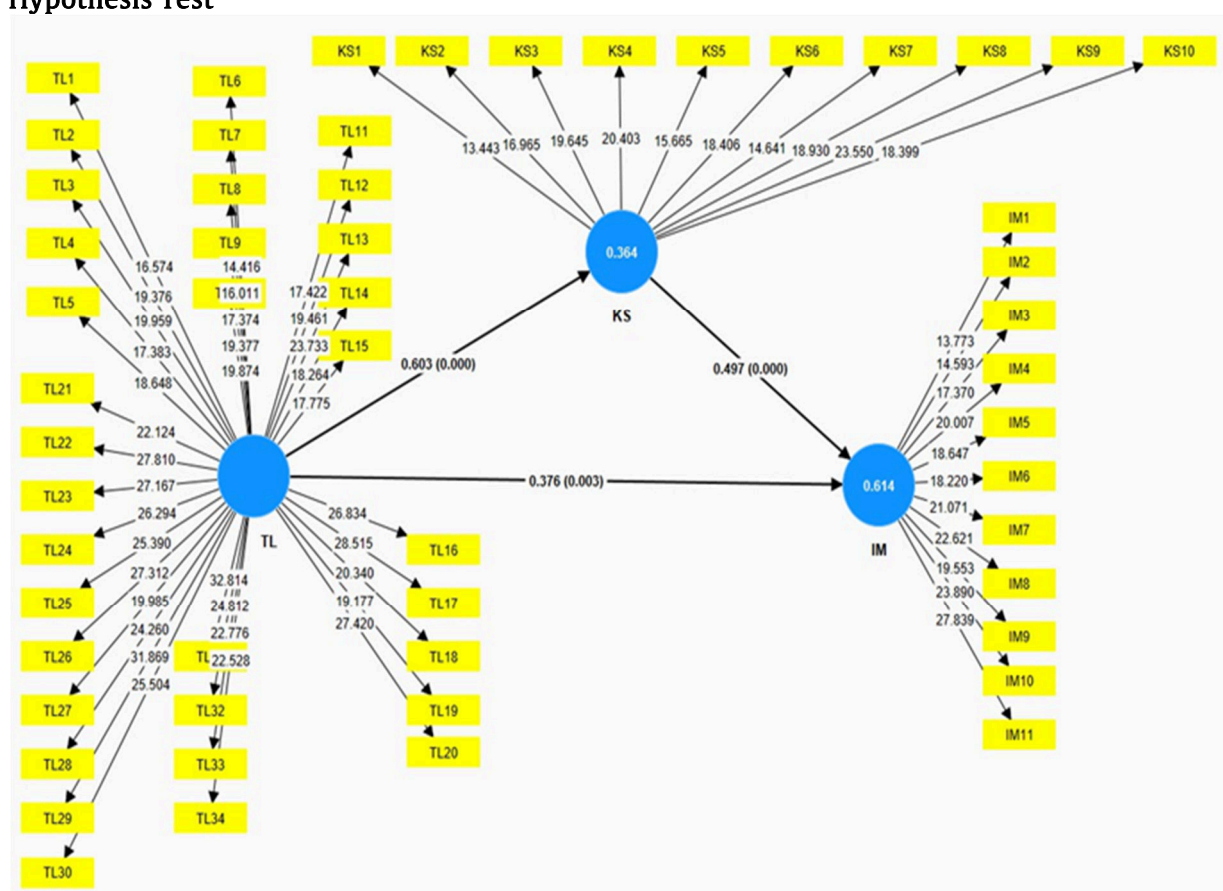 Hypothesis Test
KS1 KS2 KS3 KS4 KS5 KS6 KS7 KS8 KS9 KS10
13.443 16.965 19.645 20.403 15.665 18.406 14.641 18.930 23.550 18.399
TL1
TL2
TL3
TL4
TL5
TL6
TL7
TL8
TL9
TL11
TL12
TL13
TL14
TL15
16.574
19.376
19.959
17.383
18.648
14.416
16.011
17.374
19.377
19.874
17.422
19.461
23.733
18.264
17.775
0.364
KS
0.603 (0.000)
0.497 (0.000)
0.376 (0.003)
TL
0.614
IM
IM1
IM2
IM3
IM4
IM5
IM6
IM7
IM8
IM9
IM10
IM11
13.773
14.593
17.370
20.007
18.647
18.220
21.071
22.621
19.553
23.890
27.839
TL21
TL22
TL23
TL24
TL25
TL26
TL27
TL28
TL29
TL30
22.124
27.810
27.167
26.294
25.390
27.312
19.985
24.260
31.869
25.504
32.814
24.812
22.776
22.528
TL32
TL33
TL34
26.834
28.515
20.340
19.177
27.420
TL16
TL17
TL18
TL19
TL20